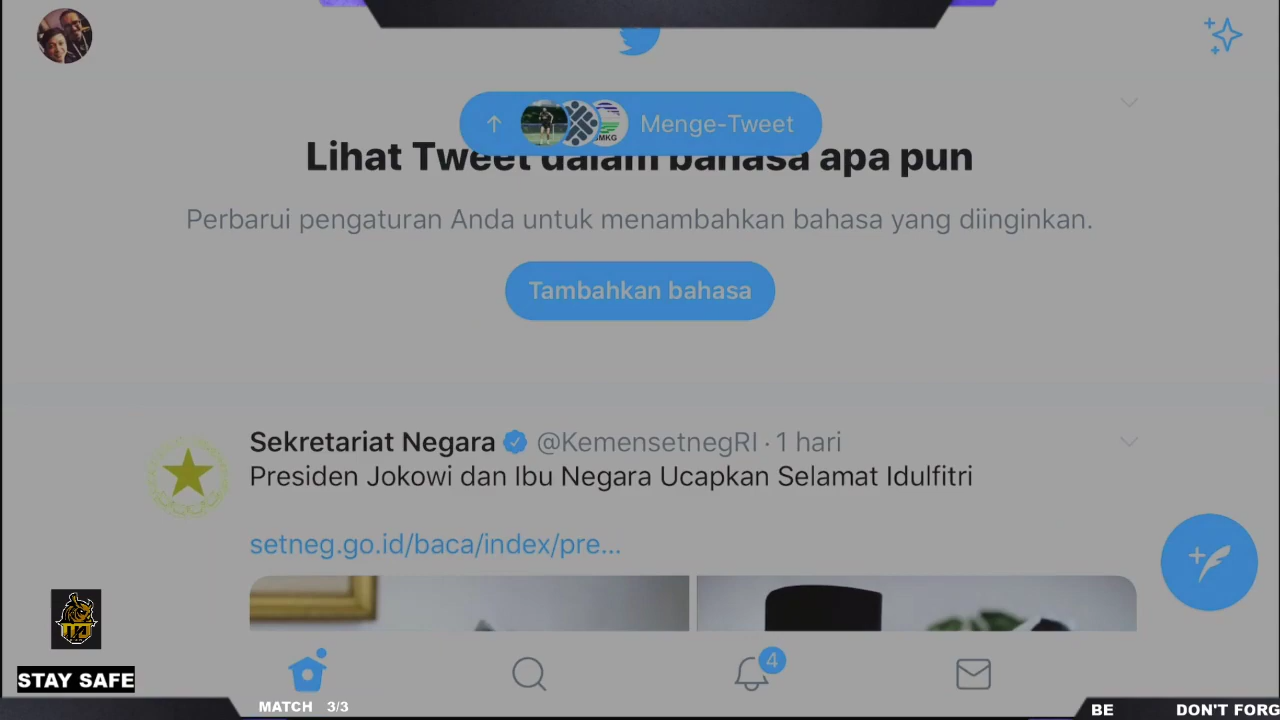 Menge-Tweet
Lihat Tweet dalam bahasa apa pun
Perbarui pengaturan Anda untuk menambahkan bahasa yang diinginkan.
Tambahkan bahasa
Sekretariat Negara @KemensetnegRI · 1 hari
Presiden Jokowi dan Ibu Negara Ucapkan Selamat Idulfitri
setneg.go.id/baca/index/pre...
4
STAY SAFE
MATCH 3/3
BE DON'T FORG